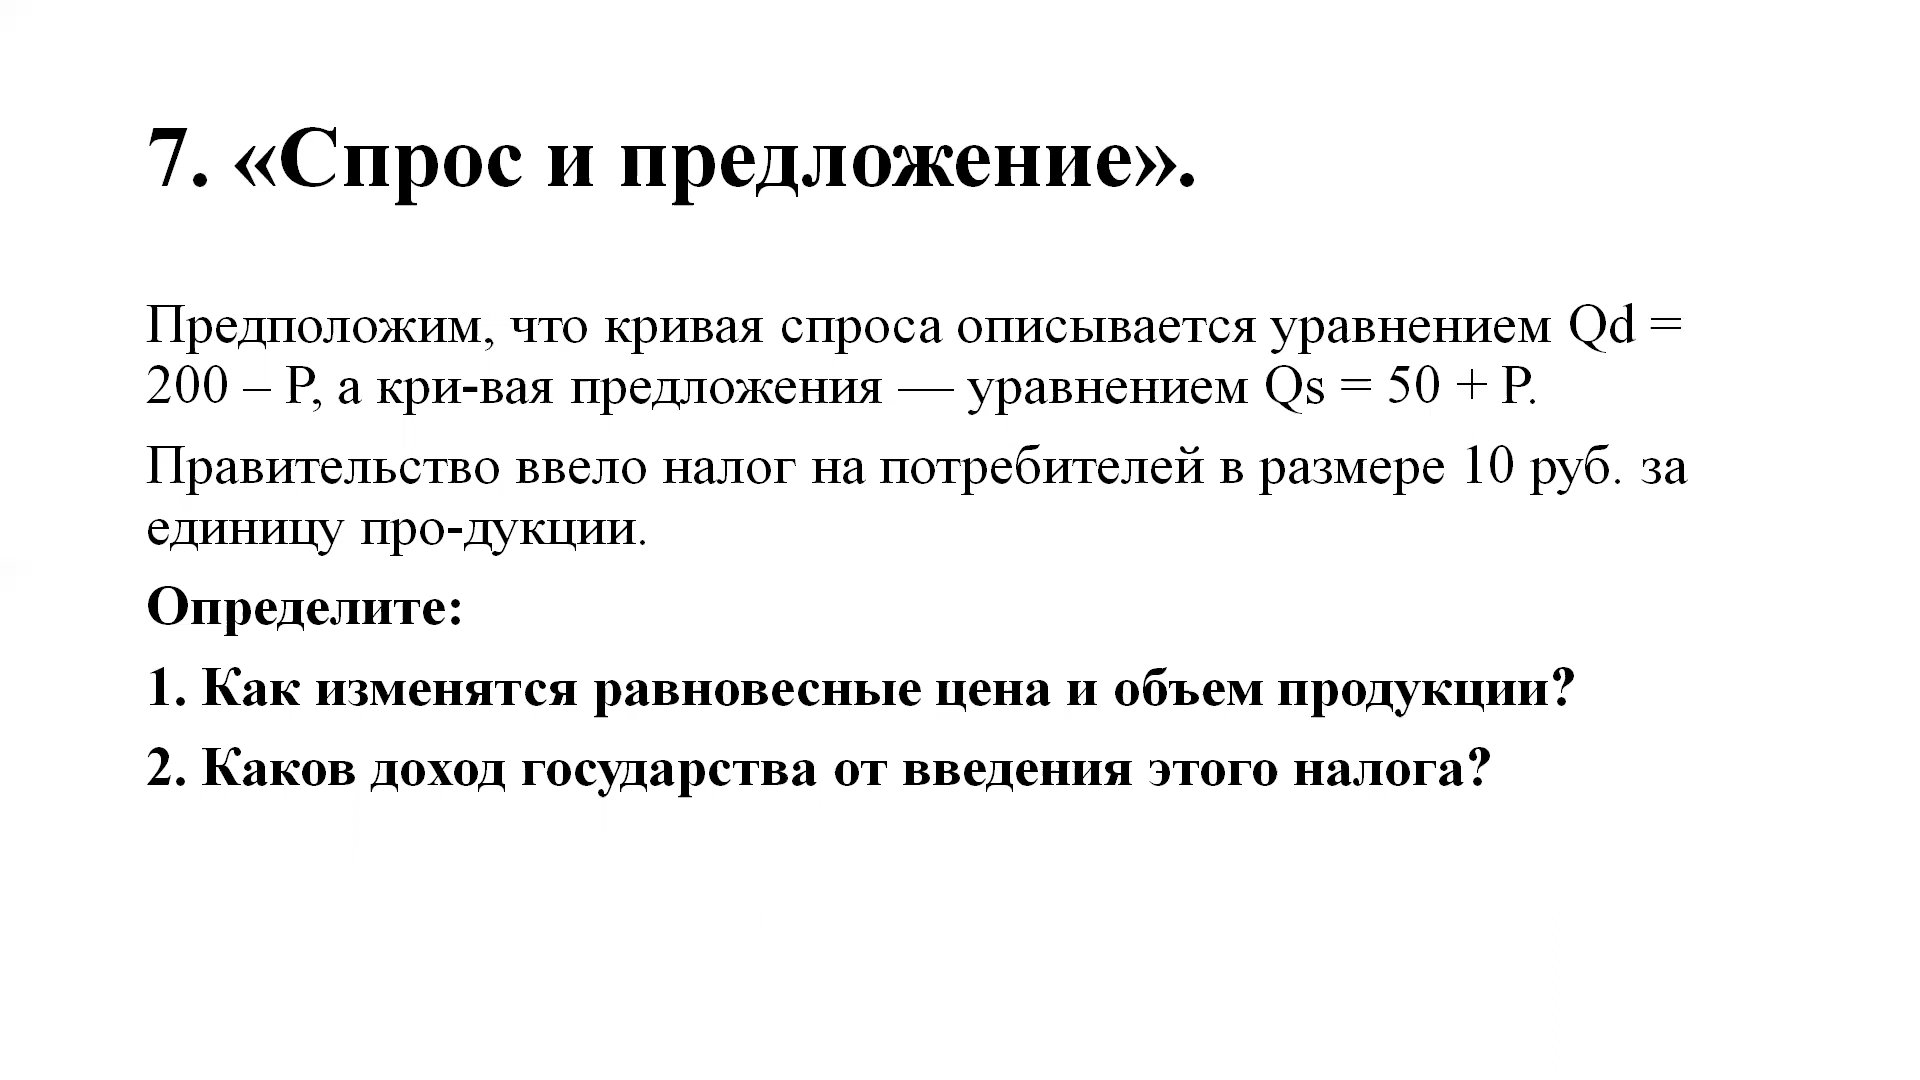 7. «Спрос и предложение».
Предположим, что кривая спроса описывается уравнением Qd =
200 – P, а кри-вая предложения — уравнением Qs = 50 + P.
Правительство ввело налог на потребителей в размере 10 руб. за
единицу про-дукции.
Определите:
1. Как изменятся равновесные цена и объем продукции?
2. Каков доход государства от введения этого налога?